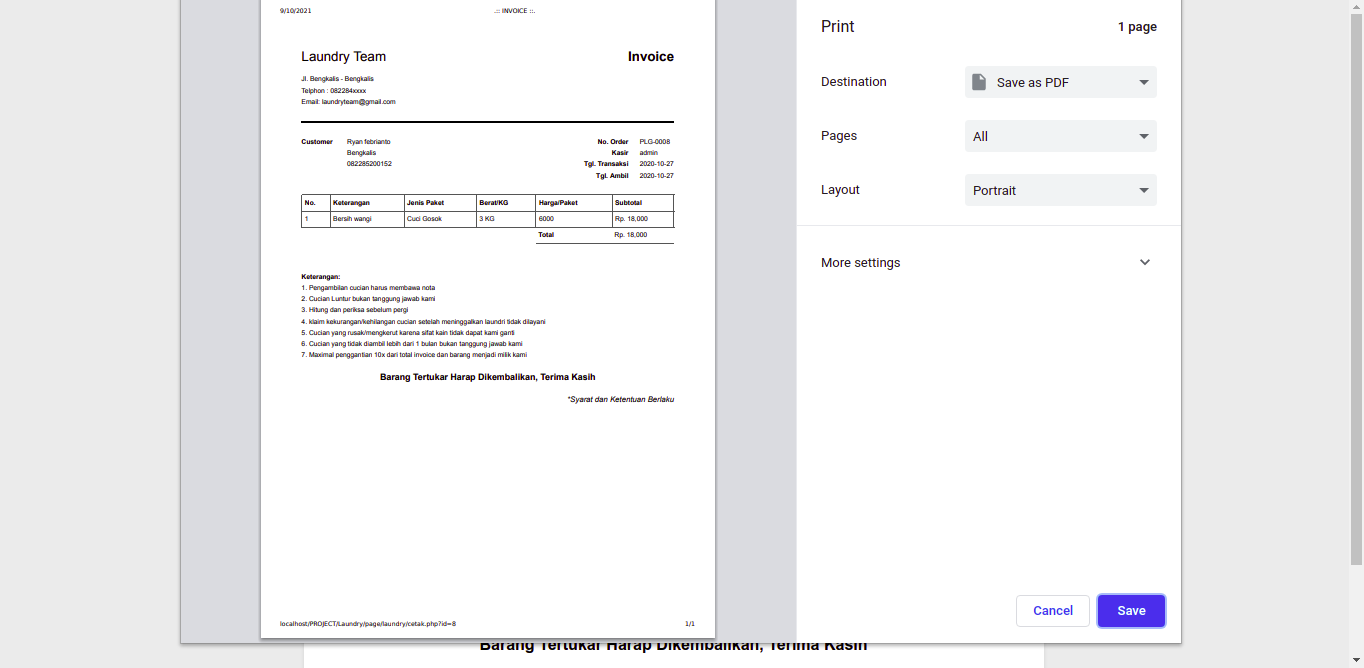 9/10/2021 .:: INVOICE ::.
Laundry Team Invoice
Jl. Bengkalis - Bengkalis
Telphon : 082284xxxx
Email: laundryteam@gmail.com
Customer Ryan febrianto No. Order PLG-0008
Bengkalis Kasir admin
082285200152 Tgl. Transaksi 2020-10-27
Tgl. Ambil 2020-10-27
No. Keterangan Jenis Paket Berat/KG Harga/Paket Subtotal
1 Bersih wangi Cuci Gosok 3 KG 6000 Rp. 18,000
Total Rp. 18,000
Keterangan:
1. Pengambilan cucian harus membawa nota
2. Cucian Luntur bukan tanggung jawab kami
3. Hitung dan periksa sebelum pergi
4. klaim kekurangan/kehilangan cucian setelah meninggalkan laundri tidak dilayani
5. Cucian yang rusak/mengkerut karena sifat kain tidak dapat kami ganti
6. Cucian yang tidak diambil lebih dari 1 bulan bukan tanggung jawab kami
7. Maximal penggantian 10x dari total invoice dan barang menjadi milik kami
Barang Tertukar Harap Dikembalikan, Terima Kasih
*Syarat dan Ketentuan Berlaku
localhost/PROJECT/Laundry/page/laundry/cetak.php?id=8 1/1
Print 1 page
Destination Save as PDF
Pages All
Layout Portrait
More settings
Cancel Save
Barang Tertukar Harap Dikembalikan, Terima Kasih